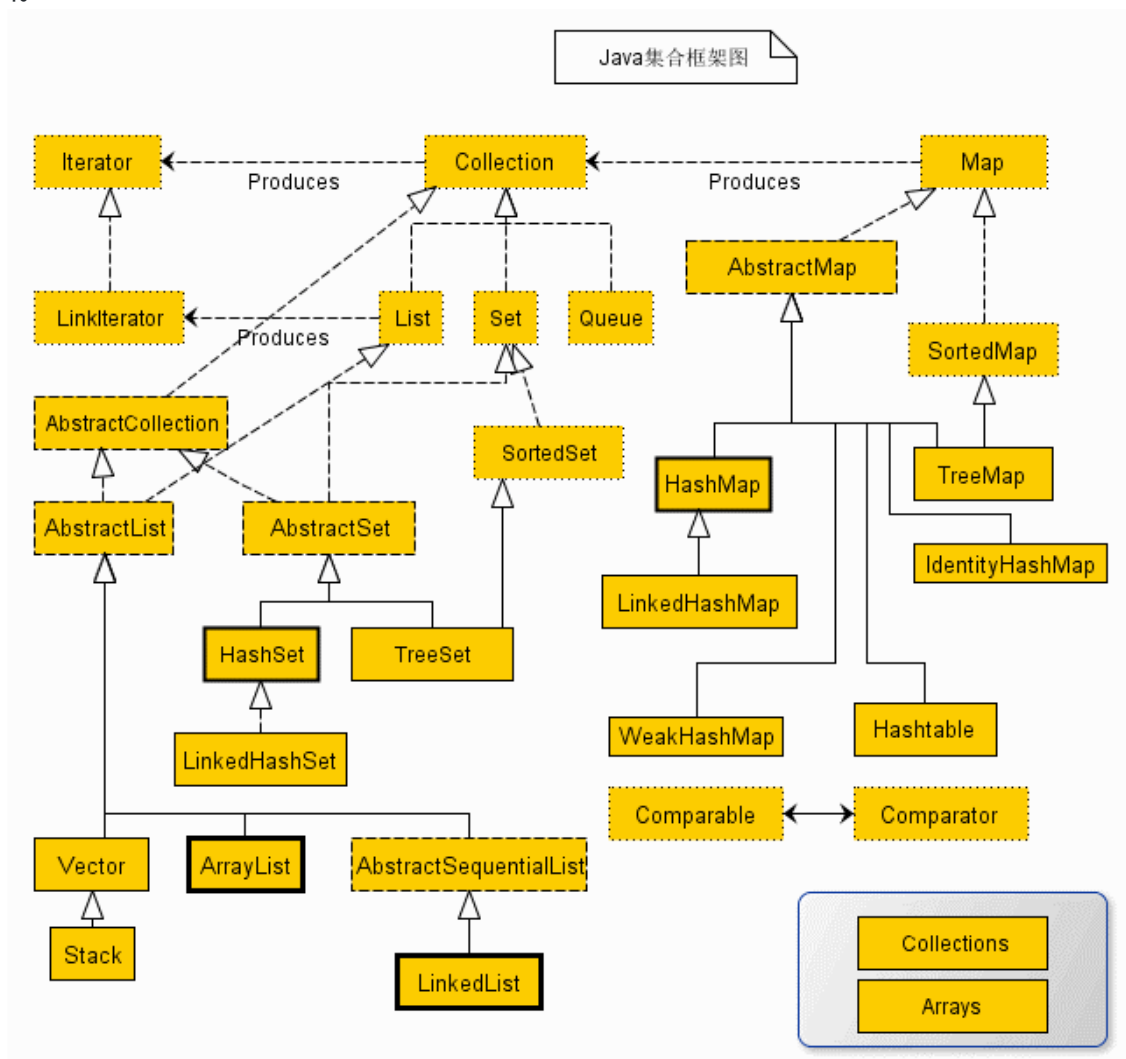 Java集合框架图
Iterator
Collection
Map
Produces
Produces
AbstractMap
LinkIterator
List
Set
Queue
Produces
SortedMap
AbstractCollection
SortedSet
HashMap
TreeMap
AbstractList
AbstractSet
IdentityHashMap
LinkedHashMap
HashSet
TreeSet
WeakHashMap
Hashtable
LinkedHashSet
Comparable
Comparator
Vector
ArrayList
AbstractSequentialList
Stack
LinkedList
Collections
Arrays